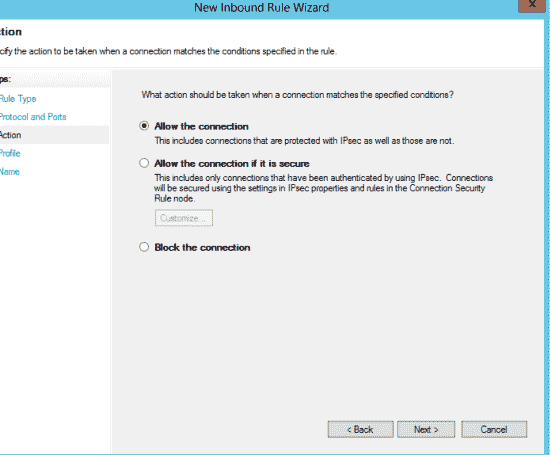 New Inbound Rule Wizard
x
tion
cify the action to be taken when a connection matches the conditions specified in the rule.
ps:
Rule Type
Protocol and Ports
Action
Profile
Name
What action should be taken when a connection matches the specified conditions?
Allow the connection
This includes connections that are protected with IPsec as well as those are not.
Allow the connection if it is secure
This includes only connections that have been authenticated by using IPsec. Connections
will be secured using the settings in IPsec properties and rules in the Connection Security
Rule node.
Customize...
Block the connection
< Back
Next >
Cancel